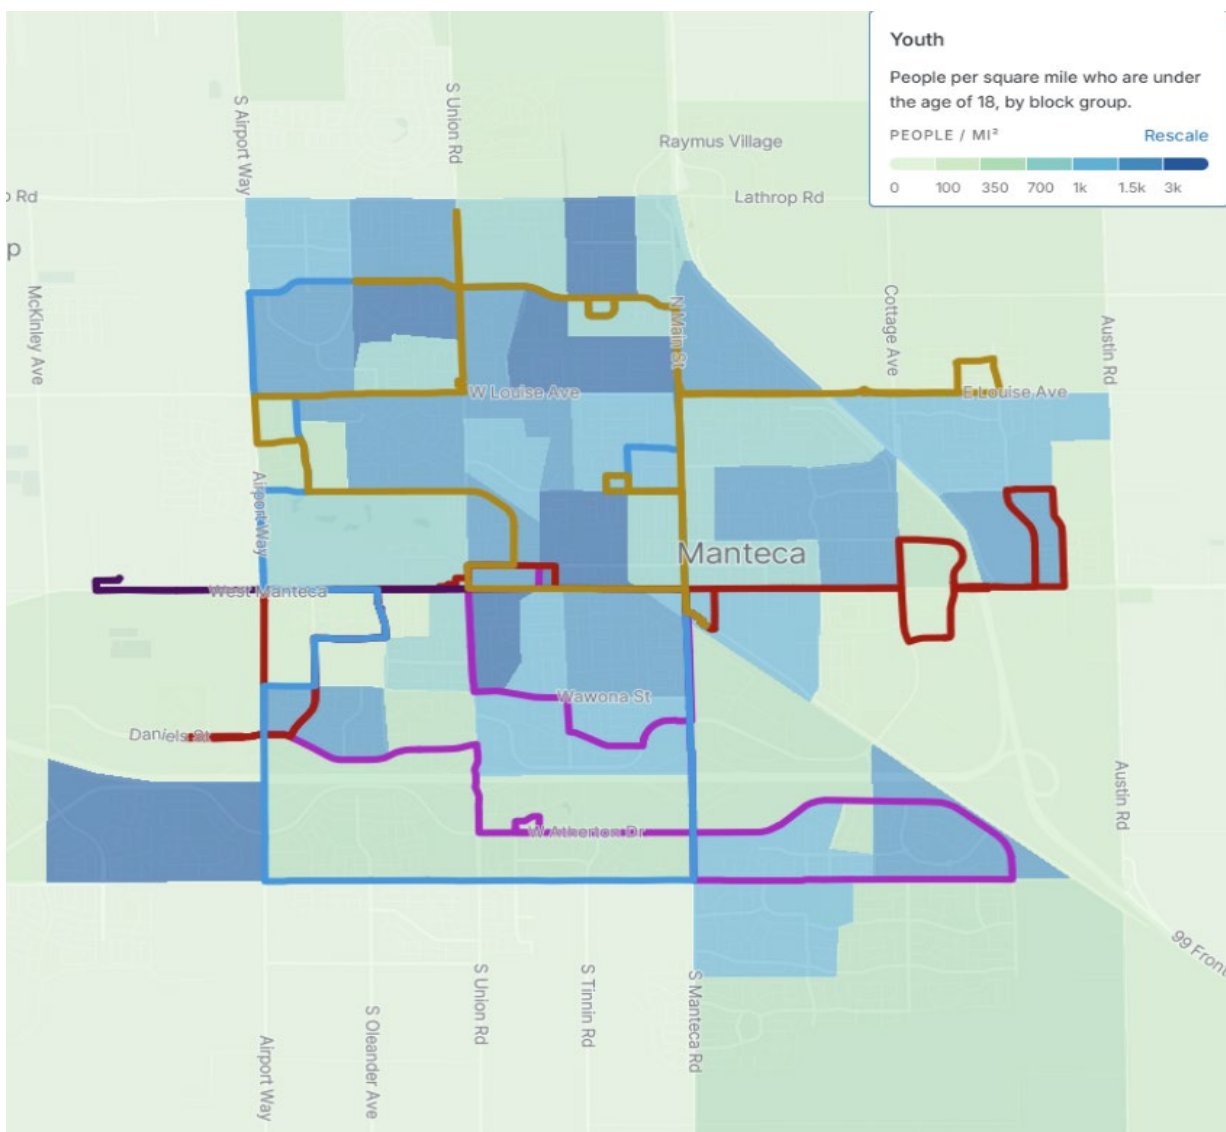 Youth
People per square mile who are under
the age of 18, by block group.
PEOPLE / MI²
Rescale
0 100 350 700 1k 1.5k 3k
S Airport Way
S Union Rd
Raymus Village
Lathrop Rd
Rd
p
McKinley Ave
N Main St
Cottage Ave
Austin Rd
W Louise Ave
E Louise Ave
Airport Way
Manteca
West Manteca
Wawona St
Daniels St
W Atherton Dr
Austin Rd
99 Front
S Union Rd
S Tinnin Rd
S Manteca Rd
S Oleander Ave
Airport Way